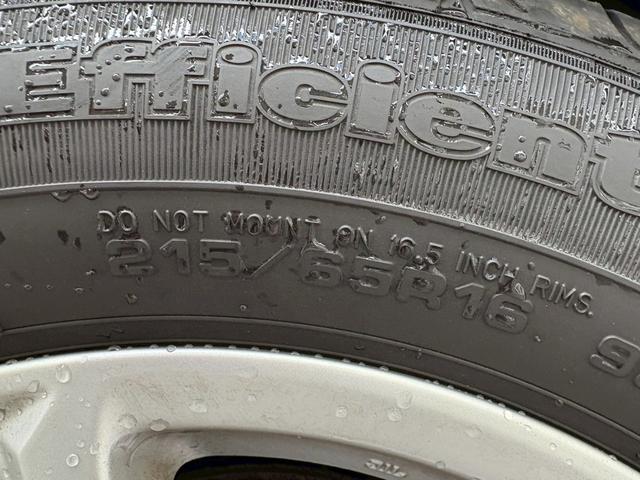 Efficient
DO NOT MOUNT ON 16.5 INCH RIMS.
215/65R16